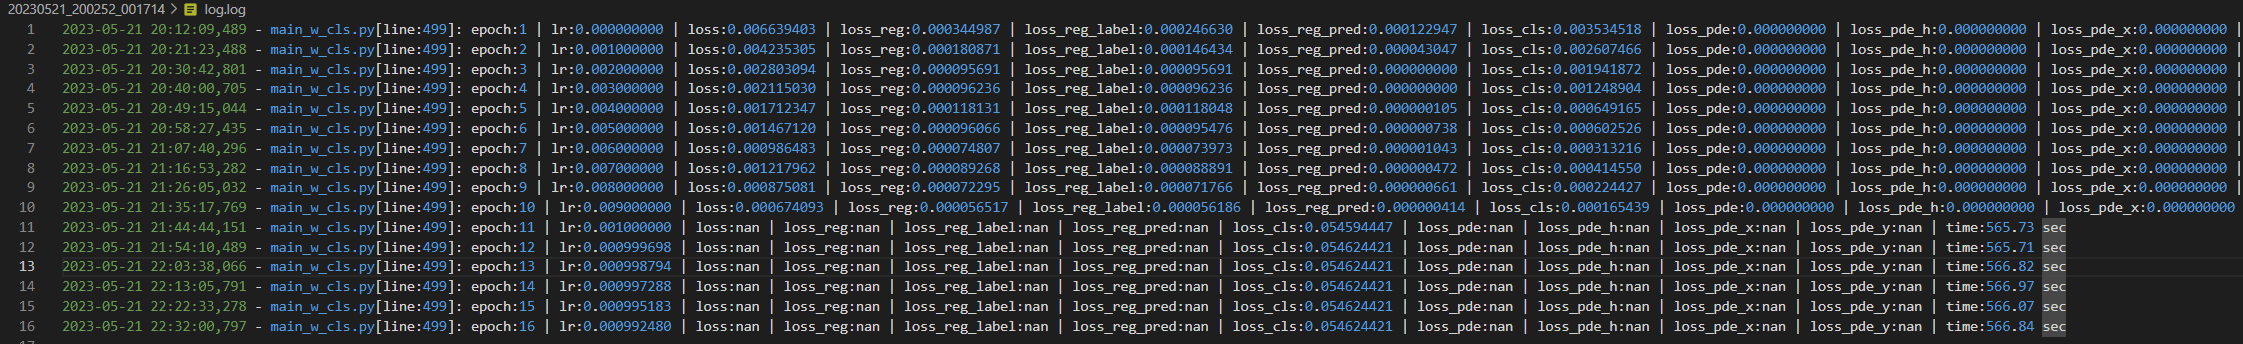 20230521_200252_001714 > log.log
1 2023-05-21 20:12:09,489 - main_w_cls.py[line:499]: epoch:1 | lr:0.000000000 | loss:0.006639403 | loss_reg:0.000344987 | loss_reg_label:0.000246630 | loss_reg_pred:0.000122947 | loss_cls:0.003534518 | loss_pde:0.000000000 | loss_pde_h:0.000000000 | loss_pde_x:0.000000000 |
2 2023-05-21 20:21:23,488 - main_w_cls.py[line:499]: epoch:2 | lr:0.001000000 | loss:0.004235305 | loss_reg:0.000180871 | loss_reg_label:0.000146434 | loss_reg_pred:0.000043047 | loss_cls:0.002607466 | loss_pde:0.000000000 | loss_pde_h:0.000000000 | loss_pde_x:0.000000000 |
3 2023-05-21 20:30:42,801 - main_w_cls.py[line:499]: epoch:3 | lr:0.002000000 | loss:0.002803094 | loss_reg:0.000095691 | loss_reg_label:0.000095691 | loss_reg_pred:0.000000000 | loss_cls:0.001941872 | loss_pde:0.000000000 | loss_pde_h:0.000000000 | loss_pde_x:0.000000000 |
4 2023-05-21 20:40:00,705 - main_w_cls.py[line:499]: epoch:4 | lr:0.003000000 | loss:0.002115030 | loss_reg:0.000096236 | loss_reg_label:0.000096236 | loss_reg_pred:0.000000000 | loss_cls:0.001248904 | loss_pde:0.000000000 | loss_pde_h:0.000000000 | loss_pde_x:0.000000000 |
5 2023-05-21 20:49:15,044 - main_w_cls.py[line:499]: epoch:5 | lr:0.004000000 | loss:0.001712347 | loss_reg:0.000118131 | loss_reg_label:0.000118048 | loss_reg_pred:0.000000105 | loss_cls:0.000649165 | loss_pde:0.000000000 | loss_pde_h:0.000000000 | loss_pde_x:0.000000000 |
6 2023-05-21 20:58:27,435 - main_w_cls.py[line:499]: epoch:6 | lr:0.005000000 | loss:0.001467120 | loss_reg:0.000096066 | loss_reg_label:0.000095476 | loss_reg_pred:0.000000738 | loss_cls:0.000602526 | loss_pde:0.000000000 | loss_pde_h:0.000000000 | loss_pde_x:0.000000000 |
7 2023-05-21 21:07:40,296 - main_w_cls.py[line:499]: epoch:7 | lr:0.006000000 | loss:0.000986483 | loss_reg:0.000074807 | loss_reg_label:0.000073973 | loss_reg_pred:0.000001043 | loss_cls:0.000313216 | loss_pde:0.000000000 | loss_pde_h:0.000000000 | loss_pde_x:0.000000000 |
8 2023-05-21 21:16:53,282 - main_w_cls.py[line:499]: epoch:8 | lr:0.007000000 | loss:0.001217962 | loss_reg:0.000089268 | loss_reg_label:0.000088891 | loss_reg_pred:0.000000472 | loss_cls:0.000414550 | loss_pde:0.000000000 | loss_pde_h:0.000000000 | loss_pde_x:0.000000000 |
9 2023-05-21 21:26:05,032 - main_w_cls.py[line:499]: epoch:9 | lr:0.008000000 | loss:0.000875081 | loss_reg:0.000072295 | loss_reg_label:0.000071766 | loss_reg_pred:0.000000661 | loss_cls:0.000224427 | loss_pde:0.000000000 | loss_pde_h:0.000000000 | loss_pde_x:0.000000000 |
10 2023-05-21 21:35:17,769 - main_w_cls.py[line:499]: epoch:10 | lr:0.009000000 | loss:0.000674093 | loss_reg:0.000056517 | loss_reg_label:0.000056186 | loss_reg_pred:0.000000414 | loss_cls:0.000165439 | loss_pde:0.000000000 | loss_pde_h:0.000000000 | loss_pde_x:0.000000000
11 2023-05-21 21:44:44,151 - main_w_cls.py[line:499]: epoch:11 | lr:0.001000000 | loss:nan | loss_reg:nan | loss_reg_label:nan | loss_reg_pred:nan | loss_cls:0.054594447 | loss_pde:nan | loss_pde_h:nan | loss_pde_x:nan | loss_pde_y:nan | time:565.73 sec
12 2023-05-21 21:54:10,489 - main_w_cls.py[line:499]: epoch:12 | lr:0.000999698 | loss:nan | loss_reg:nan | loss_reg_label:nan | loss_reg_pred:nan | loss_cls:0.054624421 | loss_pde:nan | loss_pde_h:nan | loss_pde_x:nan | loss_pde_y:nan | time:565.71 sec
13 2023-05-21 22:03:38,066 - main_w_cls.py[line:499]: epoch:13 | lr:0.000998794 | loss:nan | loss_reg:nan | loss_reg_label:nan | loss_reg_pred:nan | loss_cls:0.054624421 | loss_pde:nan | loss_pde_h:nan | loss_pde_x:nan | loss_pde_y:nan | time:566.82 sec
14 2023-05-21 22:13:05,791 - main_w_cls.py[line:499]: epoch:14 | lr:0.000997288 | loss:nan | loss_reg:nan | loss_reg_label:nan | loss_reg_pred:nan | loss_cls:0.054624421 | loss_pde:nan | loss_pde_h:nan | loss_pde_x:nan | loss_pde_y:nan | time:566.97 sec
15 2023-05-21 22:22:33,278 - main_w_cls.py[line:499]: epoch:15 | lr:0.000995183 | loss:nan | loss_reg:nan | loss_reg_label:nan | loss_reg_pred:nan | loss_cls:0.054624421 | loss_pde:nan | loss_pde_h:nan | loss_pde_x:nan | loss_pde_y:nan | time:566.07 sec
16 2023-05-21 22:32:00,797 - main_w_cls.py[line:499]: epoch:16 | lr:0.000992480 | loss:nan | loss_reg:nan | loss_reg_label:nan | loss_reg_pred:nan | loss_cls:0.054624421 | loss_pde:nan | loss_pde_h:nan | loss_pde_x:nan | loss_pde_y:nan | time:566.84 sec
17